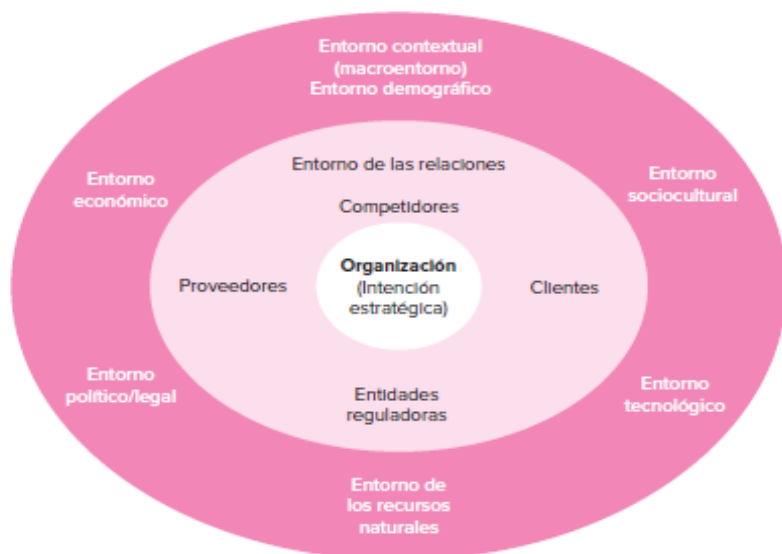 Entorno contextual
(macroentorno)
Entorno demográfico
Entorno de las relaciones
Entorno
económico
Entorno
sociocultural
Competidores
Organización
(Intención
estratégica)
Proveedores
Clientes
Entorno
político/legal
Entidades
reguladoras
Entorno
tecnológico
Entorno de
los recursos
naturales